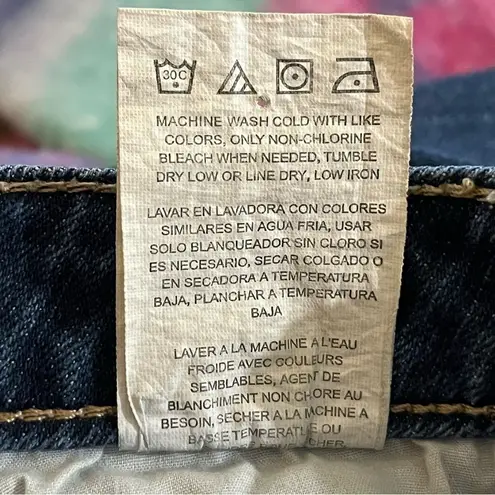 30C
MACHINE WASH COLD WITH LIKE
COLORS, ONLY NON-CHLORINE
BLEACH WHEN NEEDED, TUMBLE
DRY LOW OR LINE DRY, LOW IRON
LAVAR EN LAVADORA CON COLORES
SIMILARES EN AGUA FRIA, USAR
SOLO BLANQUEADOR SIN CLORO SI
ES NECESARIO, SECAR COLGADO O
EN SECADORA A TEMPERATURA
BAJA, PLANCHAR A TEMPERATURA
BAJA
LAVER A LA MACHINE A L'EAU
FROIDE AVEC COULEURS
SEMBLABLES, AGENT DE
BLANCHIMENT NON CHORE AU
BESOIN, SECHER A LA MACHINE A
BASSE TEMPERATURE OU